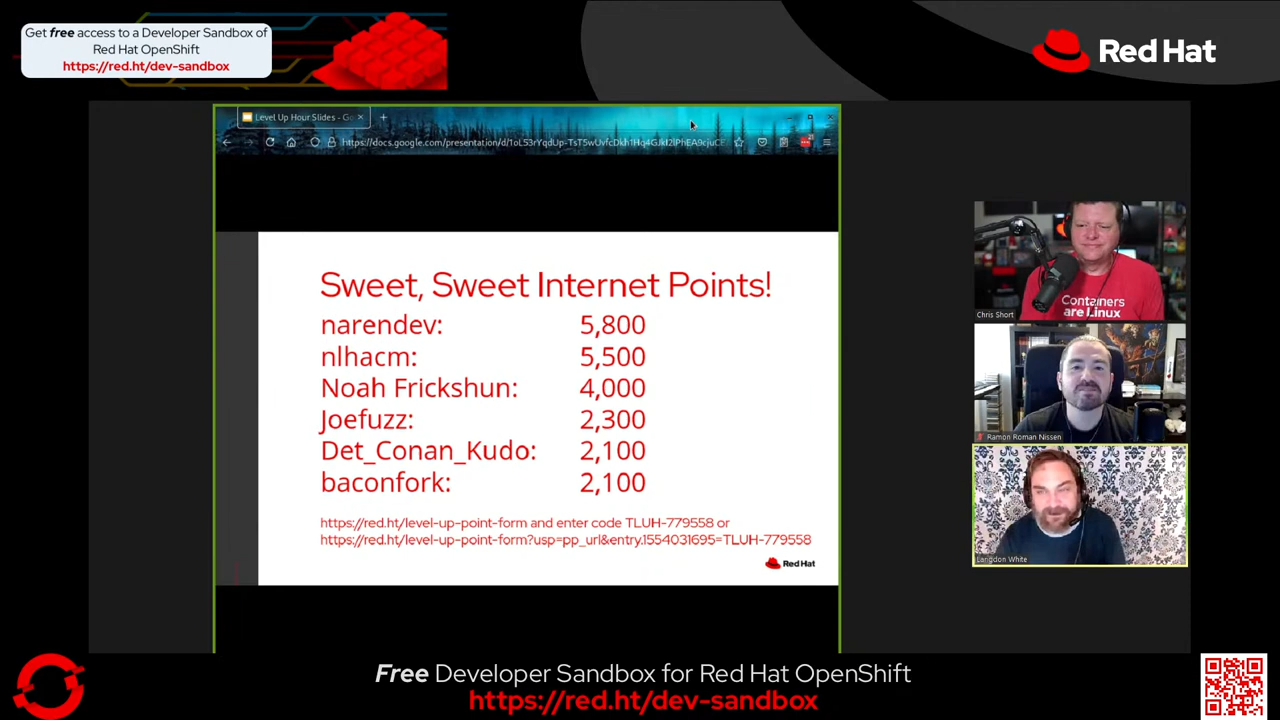 Get free access to a Developer Sandbox of
Red Hat OpenShift
https://red.ht/dev-sandbox
Red Hat
Level Up Hour Slides - Go
Sweet, Sweet Internet Points!
narendev: 5,800
nlhacm: 5,500
Noah Frickshun: 4,000
Joefuzz: 2,300
Det_Conan_Kudo: 2,100
baconfork: 2,100
https://red.ht/level-up-point-form and enter code TLUH-779558 or
https://red.ht/level-up-point-form?usp=pp_url&entry.1554031695=TLUH-779558
Red Hat
Containers
are Linux
Chris Short
Ramon Roman Nissen
Langdon White
Free Developer Sandbox for Red Hat OpenShift
https://red.ht/dev-sandbox